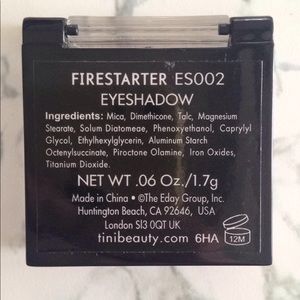 FIRESTARTER ES002
EYESHADOW
Ingredients: Mica, Dimethicone, Talc, Magnesium
Stearate, Solum Diatomeae, Phenoxyethanol, Caprylyl
Glycol, Ethylhexylglycerin, Aluminum Starch
Octenylsuccinate, Piroctone Olamine, Iron Oxides,
Titanium Dioxide.
NET WT .06 Oz./1.7g
Made in China • ©The Eday Group, Inc.
Huntington Beach, CA 92646, USA
London Sl3 0QT UK
tinibeauty.com 6HA 12M